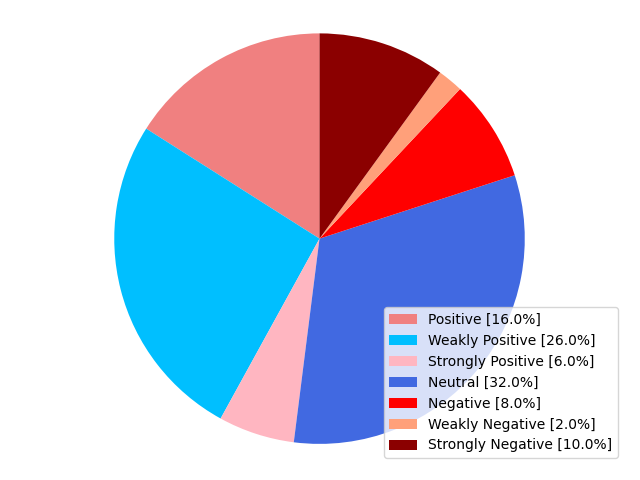 Positive [16.0%]
Weakly Positive [26.0%]
Strongly Positive [6.0%]
Neutral [32.0%]
Negative [8.0%]
Weakly Negative [2.0%]
Strongly Negative [10.0%]